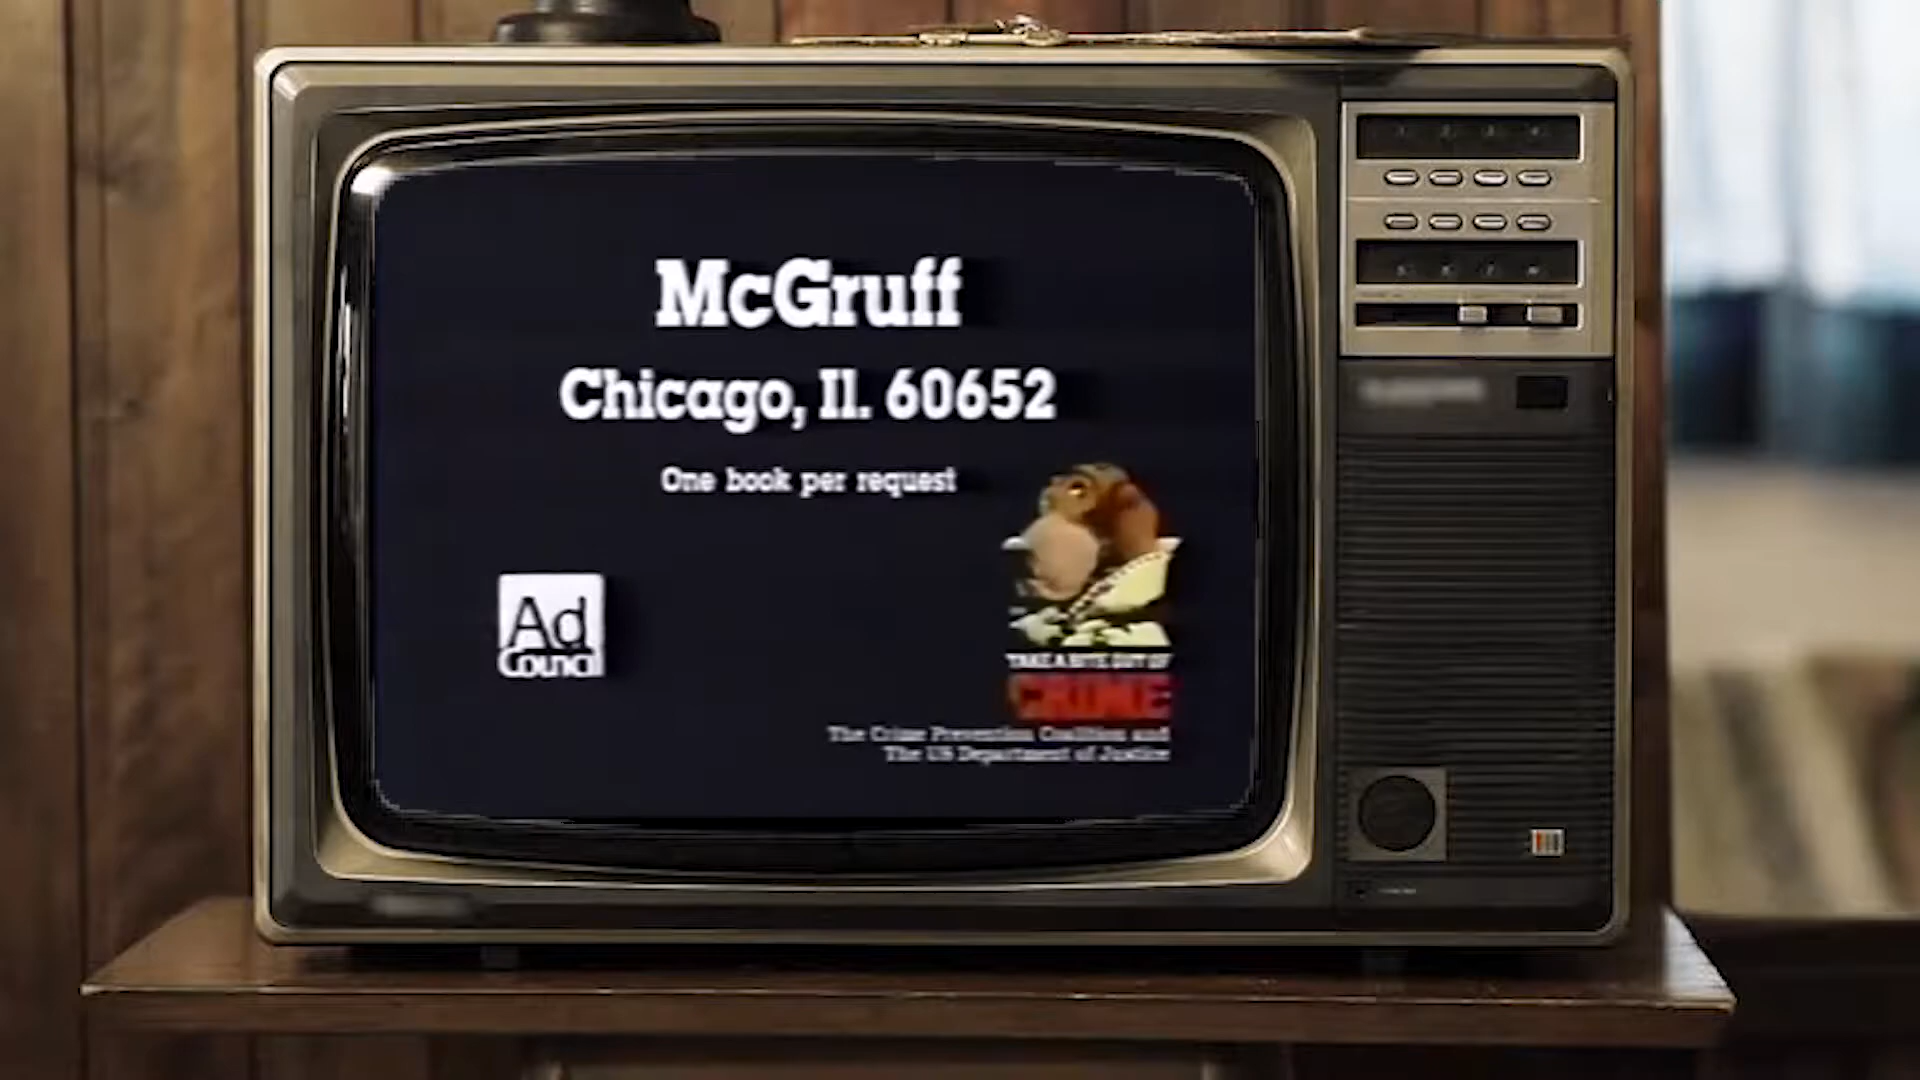 McGruff
Chicago, Il. 60652
One book per request
Ad
Council
TAKE A BITE OUT OF
CRIME
The Crime Prevention Coalition and
The US Department of Justice